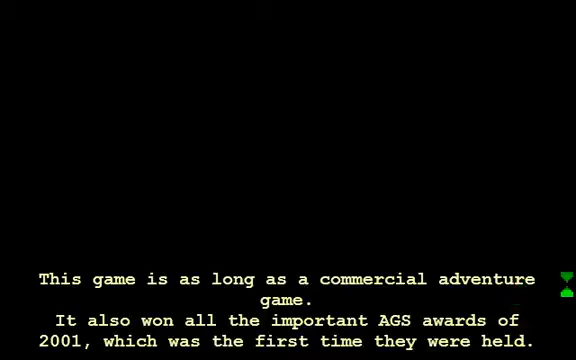 This game is as long as a commercial adventure
game.
It also won all the important AGS awards of
2001, which was the first time they were held.